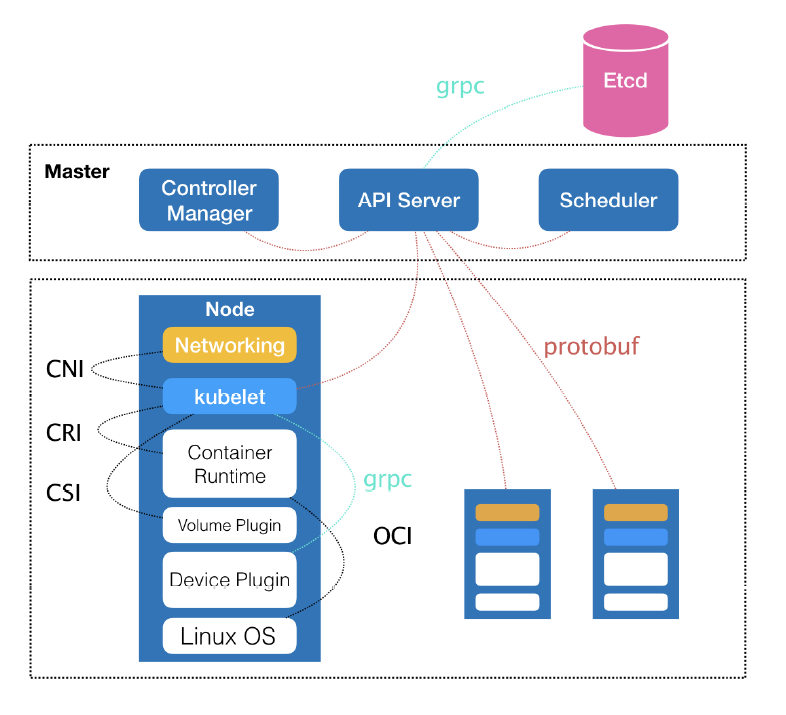 grpc
Etcd
Master
Controller
Manager
API Server
Scheduler
Node
Networking
protobuf
CNI
kubelet
CRI
Container
Runtime
CSI
grpc
Volume Plugin
OCI
Device Plugin
Linux OS